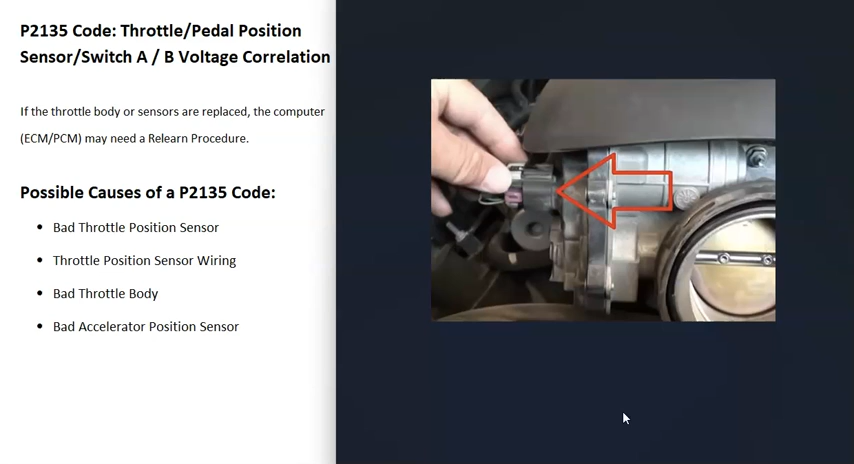 P2135 Code: Throttle/Pedal Position
Sensor/Switch A / B Voltage Correlation
If the throttle body or sensors are replaced, the computer
(ECM/PCM) may need a Relearn Procedure.
Possible Causes of a P2135 Code:
• Bad Throttle Position Sensor
• Throttle Position Sensor Wiring
• Bad Throttle Body
• Bad Accelerator Position Sensor